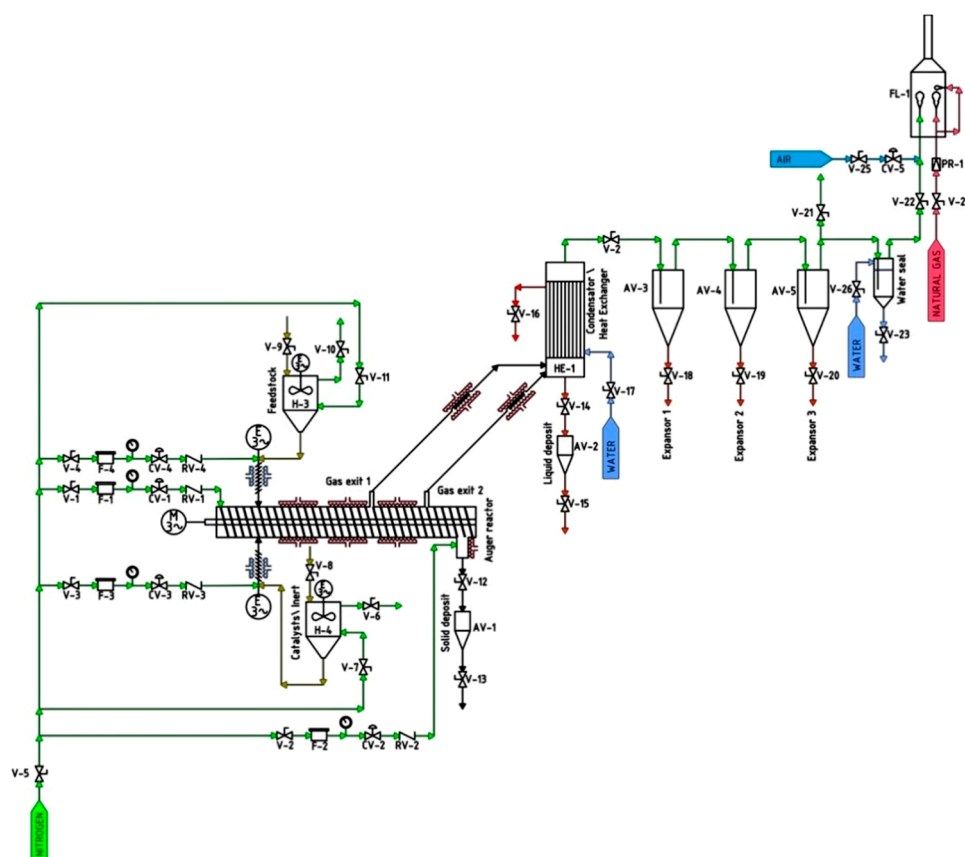 FL-1
AIR
V-25
CV-5
PR-1
V-22
V-2
V-21
NATURAL GAS
V-2
Condensator \
Heat Exchanger
AV-3
AV-4
AV-5
Water seal
V-26
WATER
V-23
V-16
HE-1
V-17
WATER
V-18
V-19
V-20
Expansor 1
Expansor 2
Expansor 3
V-14
AV-2
Liquid deposit
V-15
V-9
V-10
V-11
Feedstock
H-3
V-4
F-4
CV-4
RV-4
E
3~
V-1
F-1
CV-1
RV-1
Gas exit 1
Gas exit 2
M
3~
Auger reactor
V-3
F-3
CV-3
RV-3
E
3~
V-8
Catalysts\Inert
H-4
V-6
V-7
V-12
AV-1
Solid deposit
V-13
V-2
F-2
CV-2
RV-2
V-5
NITROGEN